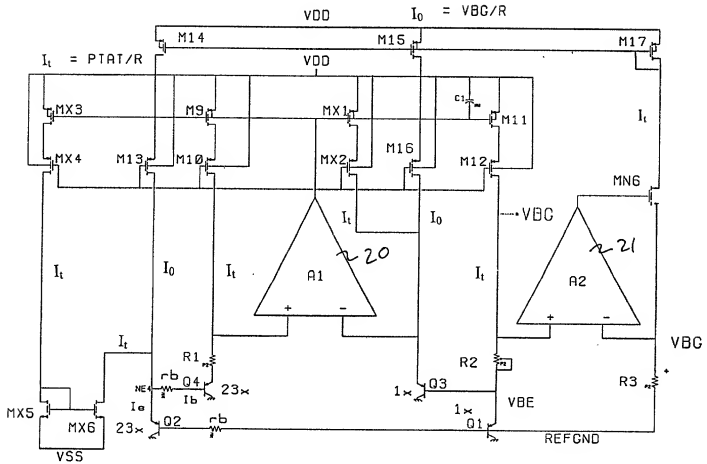 VDD
I₀ = VBG/R
M14
M15
M17
Iₜ = PTAT/R
VDD
C1
MX3
M9
MX1
M11
Iₜ
MX4
M13
M10
MX2
M16
M12
MN6
VBG
Iₜ
I₀
20
21
Iₜ
I₀
Iₜ
A1
Iₜ
A2
+ -
+ -
Iₜ
VBG
R1
R2
R3
+
NE4
rb
Q4
Ib
23x
1x
Q3
MX5
MX6
Ie
23x
Q2
rb
1x
VBE
Q1
VSS
REFGND